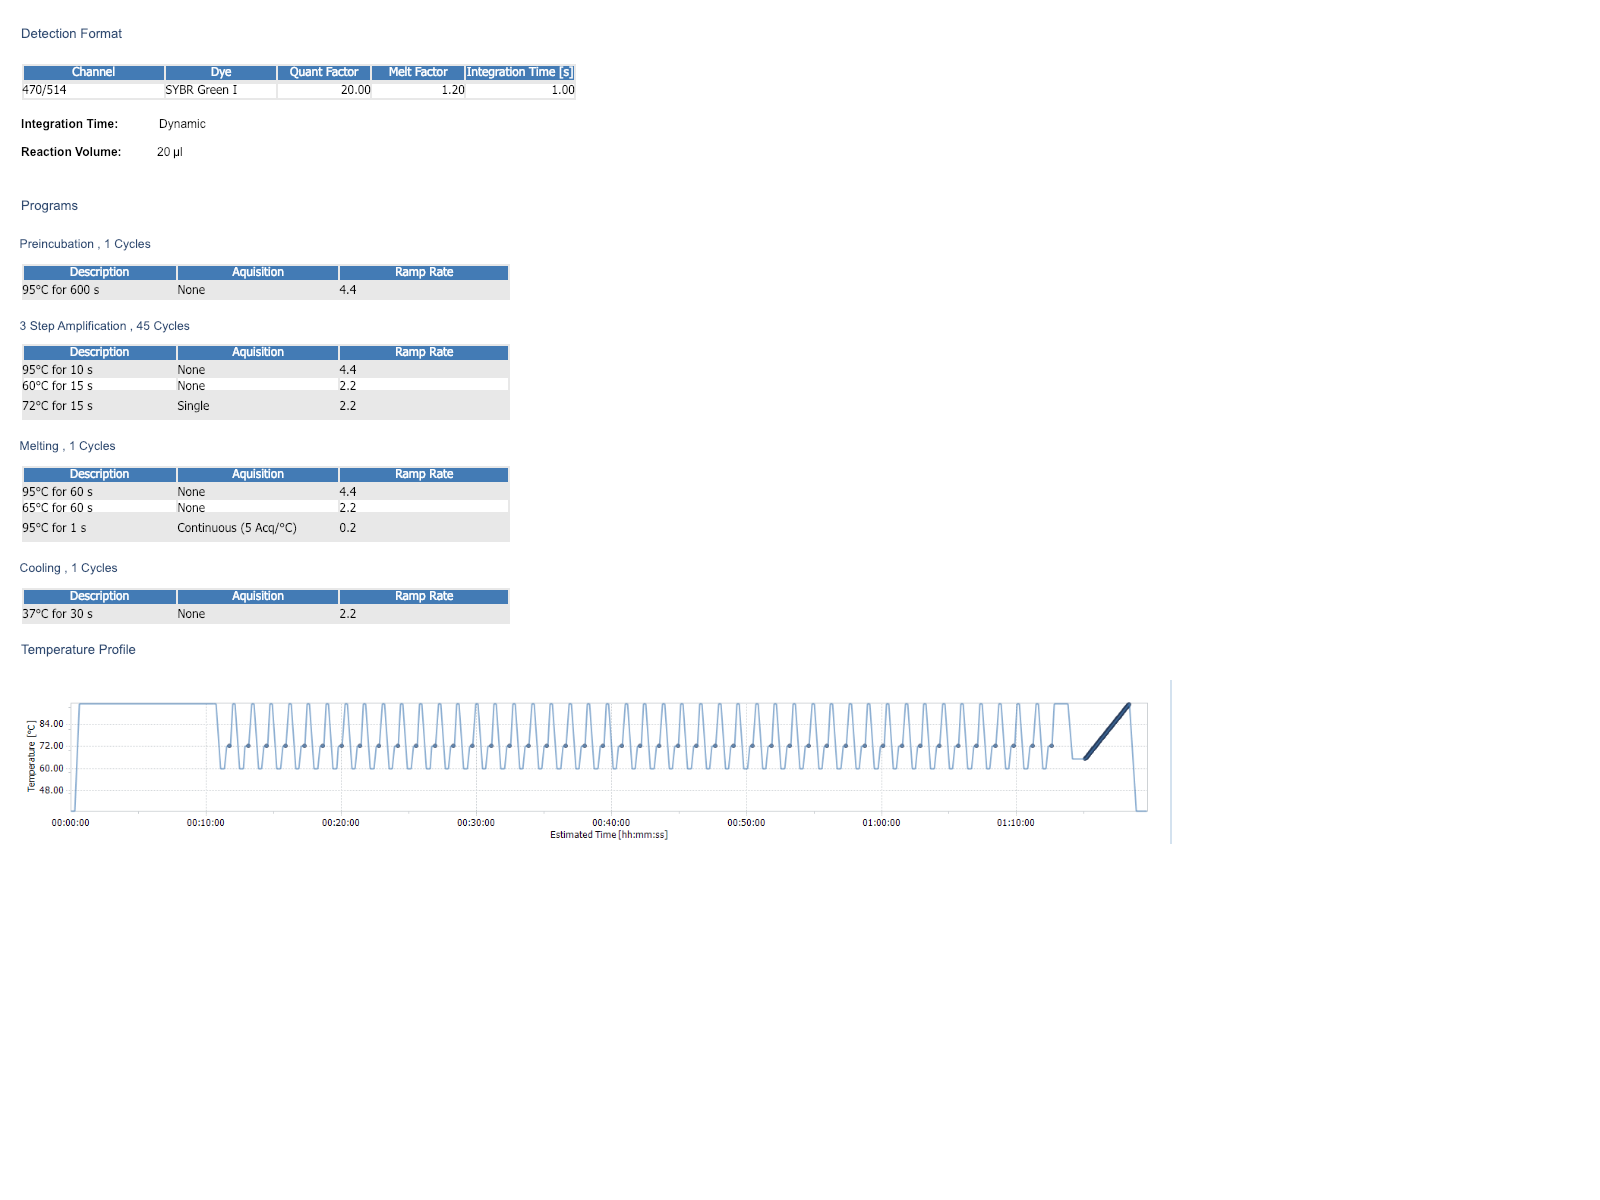 Detection Format
Channel Dye Quant Factor Melt Factor Integration Time [s]
470/514 SYBR Green I 20.00 1.20 1.00
Integration Time: Dynamic
Reaction Volume: 20 µl
Programs
Preincubation , 1 Cycles
Description Aquisition Ramp Rate
95°C for 600 s None 4.4
3 Step Amplification , 45 Cycles
Description Aquisition Ramp Rate
95°C for 10 s None 4.4
60°C for 15 s None 2.2
72°C for 15 s Single 2.2
Melting , 1 Cycles
Description Aquisition Ramp Rate
95°C for 60 s None 4.4
65°C for 60 s None 2.2
95°C for 1 s Continuous (5 Acq/°C) 0.2
Cooling , 1 Cycles
Description Aquisition Ramp Rate
37°C for 30 s None 2.2
Temperature Profile
Temperature [°C]
84.00
72.00
60.00
48.00
00:00:00 00:10:00 00:20:00 00:30:00 00:40:00 00:50:00 01:00:00 01:10:00
Estimated Time [hh:mm:ss]